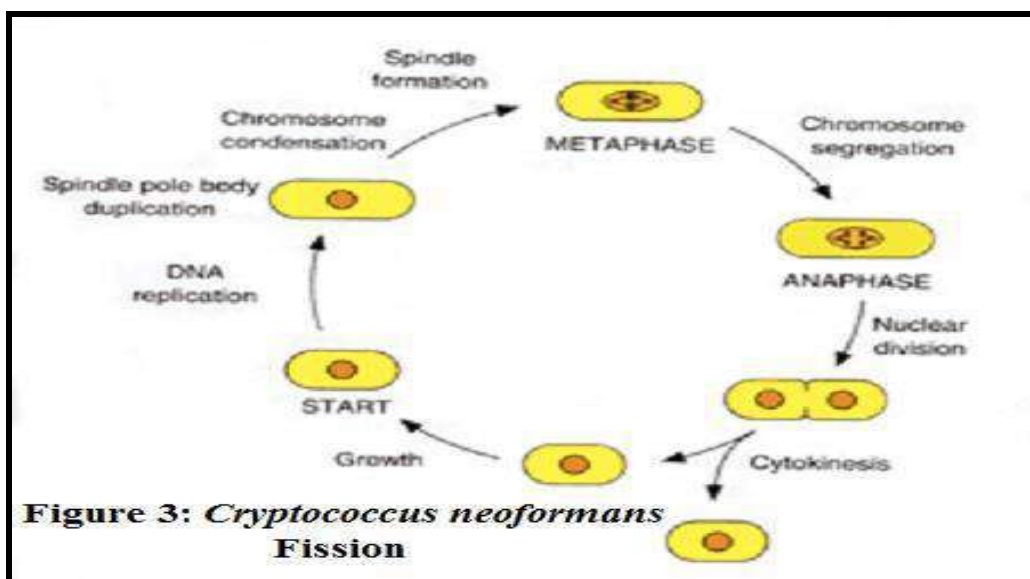 Spindle
formation
Chromosome
condensation
METAPHASE
Chromosome
segregation
Spindle pole body
duplication
ANAPHASE
DNA
replication
Nuclear
division
START
Growth
Cytokinesis
Figure 3: Cryptococcus neoformans
Fission